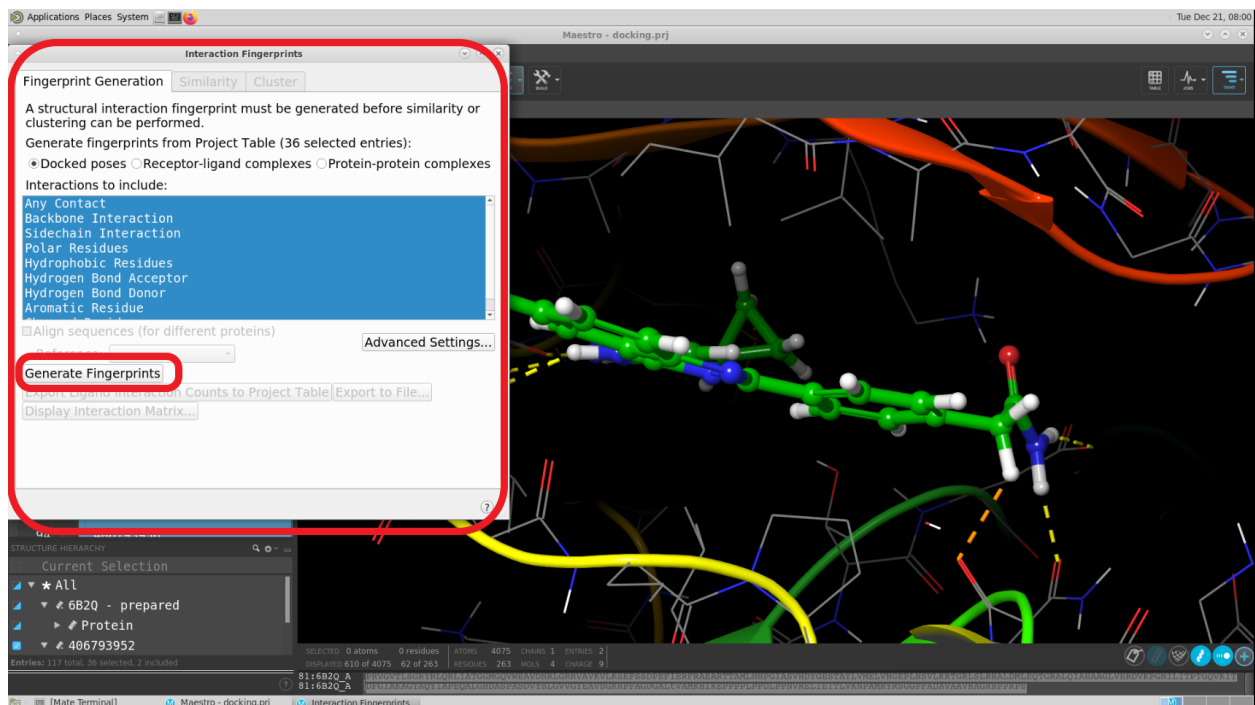 Applications Places System
Tue Dec 21, 08:00
Maestro - docking.prj
Interaction Fingerprints
Fingerprint Generation Similarity Cluster
A structural interaction fingerprint must be generated before similarity or
clustering can be performed.
Generate fingerprints from Project Table (36 selected entries):
Docked poses Receptor-ligand complexes Protein-protein complexes
Interactions to include:
Any Contact
Backbone Interaction
Sidechain Interaction
Polar Residues
Hydrophobic Residues
Hydrogen Bond Acceptor
Hydrogen Bond Donor
Aromatic Residue
Align sequences (for different proteins)
Advanced Settings...
Generate Fingerprints
Export Ligand Interaction Counts to Project Table Export to File...
Display Interaction Matrix...
?
BUILD
TABLE JOBS TASKS
STRUCTURE HIERARCHY
Current Selection
All
6B2Q - prepared
Protein
406793952
Entries: 117 total, 36 selected, 2 included
SELECTED 0 atoms 0 residues ATOMS 4075 CHAINS 1 ENTRIES 2
DISPLAYED 610 of 4075 62 of 263 RESIDUES 263 MOLS 4 CHARGE 9
81:6B2Q_A
81:6B2Q_A
[Mate Terminal] Maestro - docking.prj Interaction Fingerprints